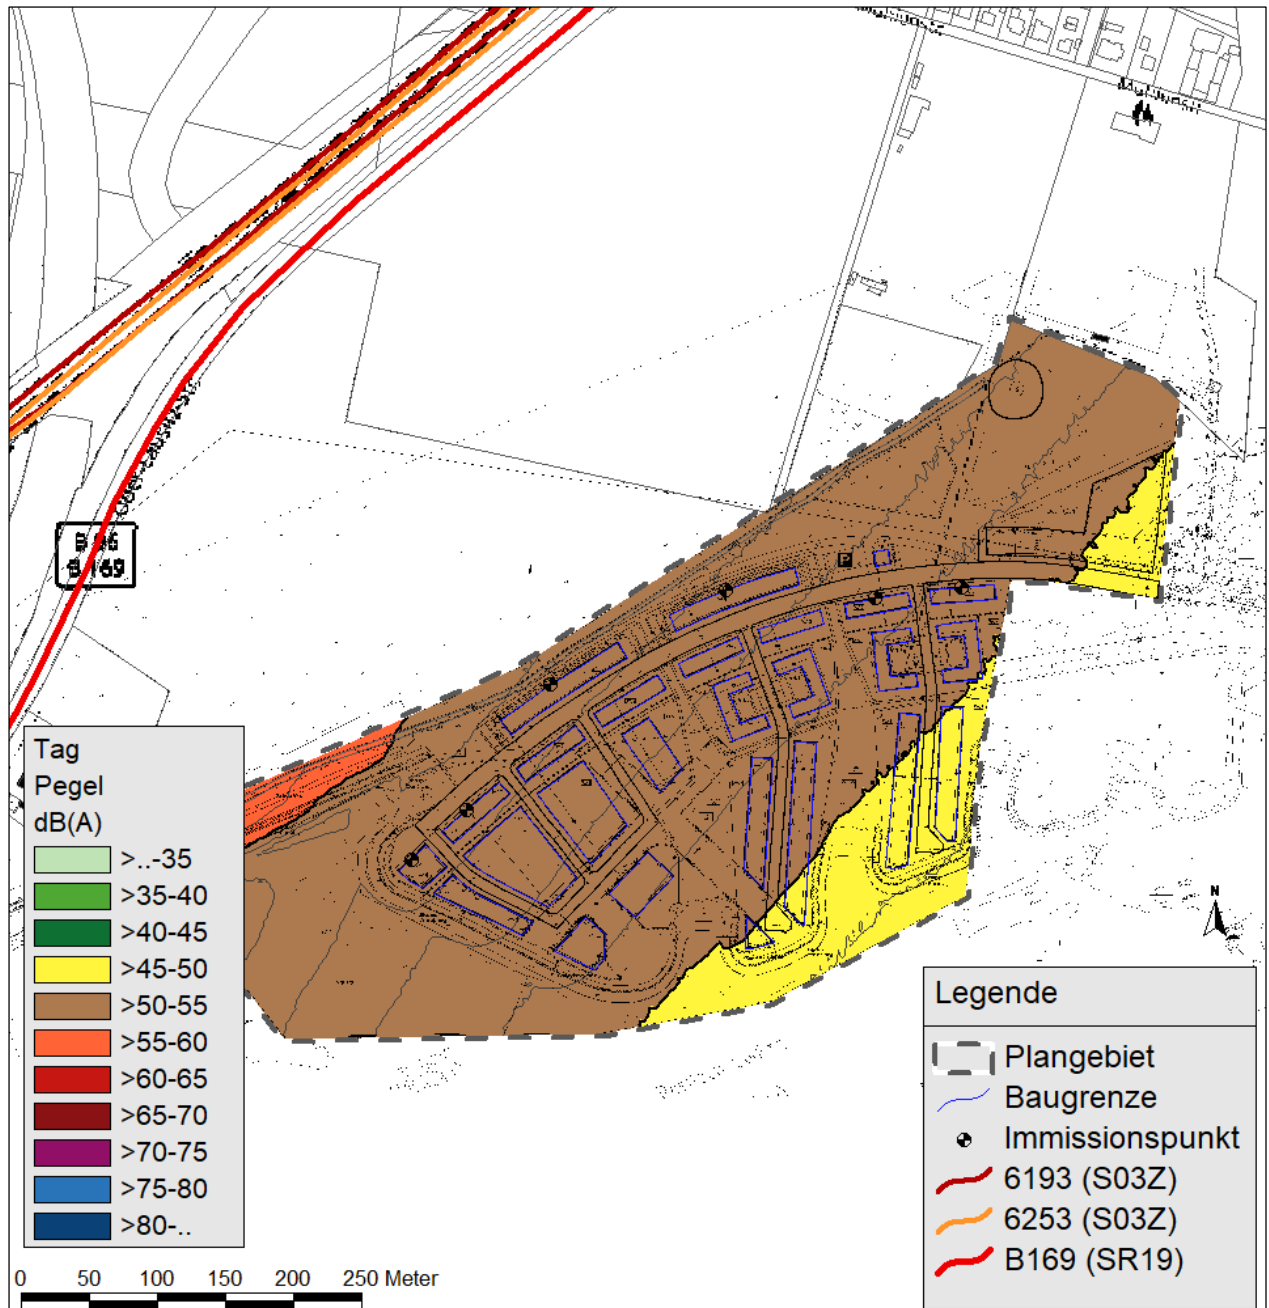 B 96
B 169
Tag
Pegel
dB(A)
>..-35
>35-40
>40-45
>45-50
>50-55
>55-60
>60-65
>65-70
>70-75
>75-80
>80-..
0 50 100 150 200 250 Meter
N
Legende
Plangebiet
Baugrenze
Immissionspunkt
6193 (S03Z)
6253 (S03Z)
B169 (SR19)